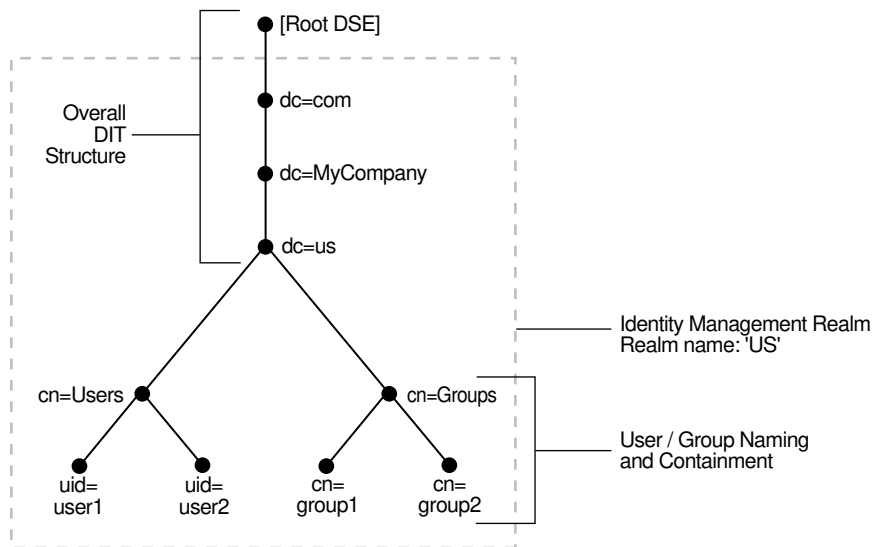 [Root DSE]
dc=com
Overall
DIT
Structure
dc=MyCompany
dc=us
Identity Management Realm
Realm name: 'US'
cn=Users
cn=Groups
User / Group Naming
and Containment
uid=
user1
uid=
user2
cn=
group1
cn=
group2